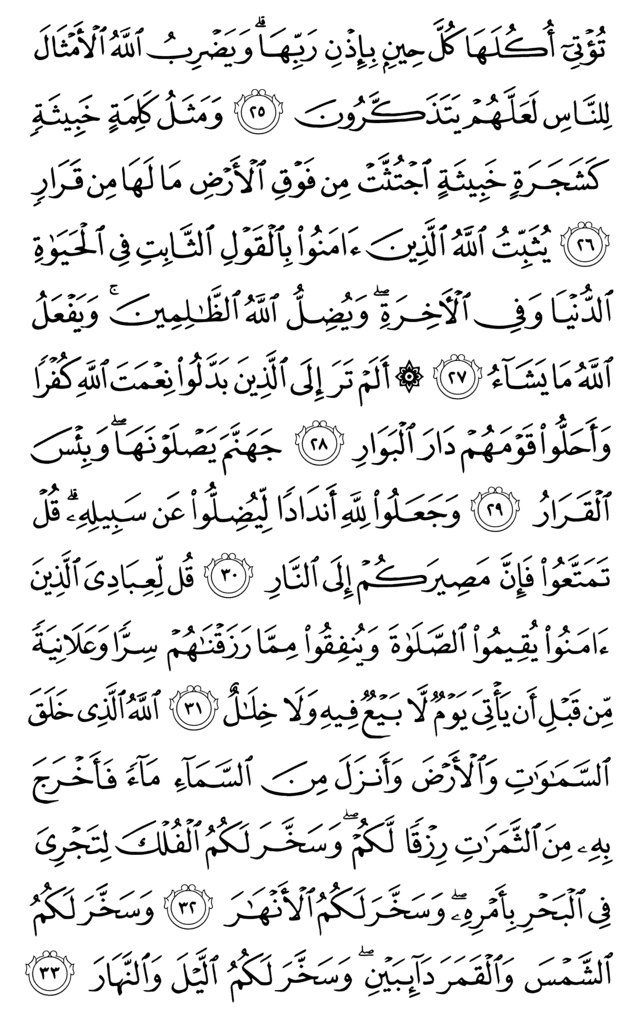 تُؤْتِىٓ أُكُلَهَا كُلَّ حِينٍۭ بِإِذْنِ رَبِّهَا ۗ وَيَضْرِبُ ٱللَّهُ ٱلْأَمْثَالَ
لِلنَّاسِ لَعَلَّهُمْ يَتَذَكَّرُونَ ٢٥ وَمَثَلُ كَلِمَةٍ خَبِيثَةٍۢ
كَشَجَرَةٍ خَبِيثَةٍ ٱجْتُثَّتْ مِن فَوْقِ ٱلْأَرْضِ مَا لَهَا مِن قَرَارٍۢ
٢٦ يُثَبِّتُ ٱللَّهُ ٱلَّذِينَ ءَامَنُوا۟ بِٱلْقَوْلِ ٱلثَّابِتِ فِى ٱلْحَيَوٰةِ
ٱلدُّنْيَا وَفِى ٱلْـَٔاخِرَةِ ۖ وَيُضِلُّ ٱللَّهُ ٱلظَّـٰلِمِينَ ۚ وَيَفْعَلُ
ٱللَّهُ مَا يَشَآءُ ٢٧ ۞ أَلَمْ تَرَ إِلَى ٱلَّذِينَ بَدَّلُوا۟ نِعْمَتَ ٱللَّهِ كُفْرًۭا
وَأَحَلُّوا۟ قَوْمَهُمْ دَارَ ٱلْبَوَارِ ٢٨ جَهَنَّمَ يَصْلَوْنَهَا ۖ وَبِئْسَ
ٱلْقَرَارُ ٢٩ وَجَعَلُوا۟ لِلَّهِ أَندَادًۭا لِّيُضِلُّوا۟ عَن سَبِيلِهِۦ ۗ قُلْ
تَمَتَّعُوا۟ فَإِنَّ مَصِيرَكُمْ إِلَى ٱلنَّارِ ٣٠ قُل لِّعِبَادِىَ ٱلَّذِينَ
ءَامَنُوا۟ يُقِيمُوا۟ ٱلصَّلَوٰةَ وَيُنفِقُوا۟ مِمَّا رَزَقْنَـٰهُمْ سِرًّۭا وَعَلَانِيَةًۭ
مِّن قَبْلِ أَن يَأْتِىَ يَوْمٌۭ لَّا بَيْعٌۭ فِيهِ وَلَا خِلَـٰلٌ ٣١ ٱللَّهُ ٱلَّذِى خَلَقَ
ٱلسَّمَـٰوَٰتِ وَٱلْأَرْضَ وَأَنزَلَ مِنَ ٱلسَّمَآءِ مَآءًۭ فَأَخْرَجَ
بِهِۦ مِنَ ٱلثَّمَرَٰتِ رِزْقًۭا لَّكُمْ ۖ وَسَخَّرَ لَكُمُ ٱلْفُلْكَ لِتَجْرِىَ
فِى ٱلْبَحْرِ بِأَمْرِهِۦ ۖ وَسَخَّرَ لَكُمُ ٱلْأَنْهَـٰرَ ٣٢ وَسَخَّرَ لَكُمُ
ٱلشَّمْسَ وَٱلْقَمَرَ دَآئِبَيْنِ ۖ وَسَخَّرَ لَكُمُ ٱلَّيْلَ وَٱلنَّهَارَ ٣٣